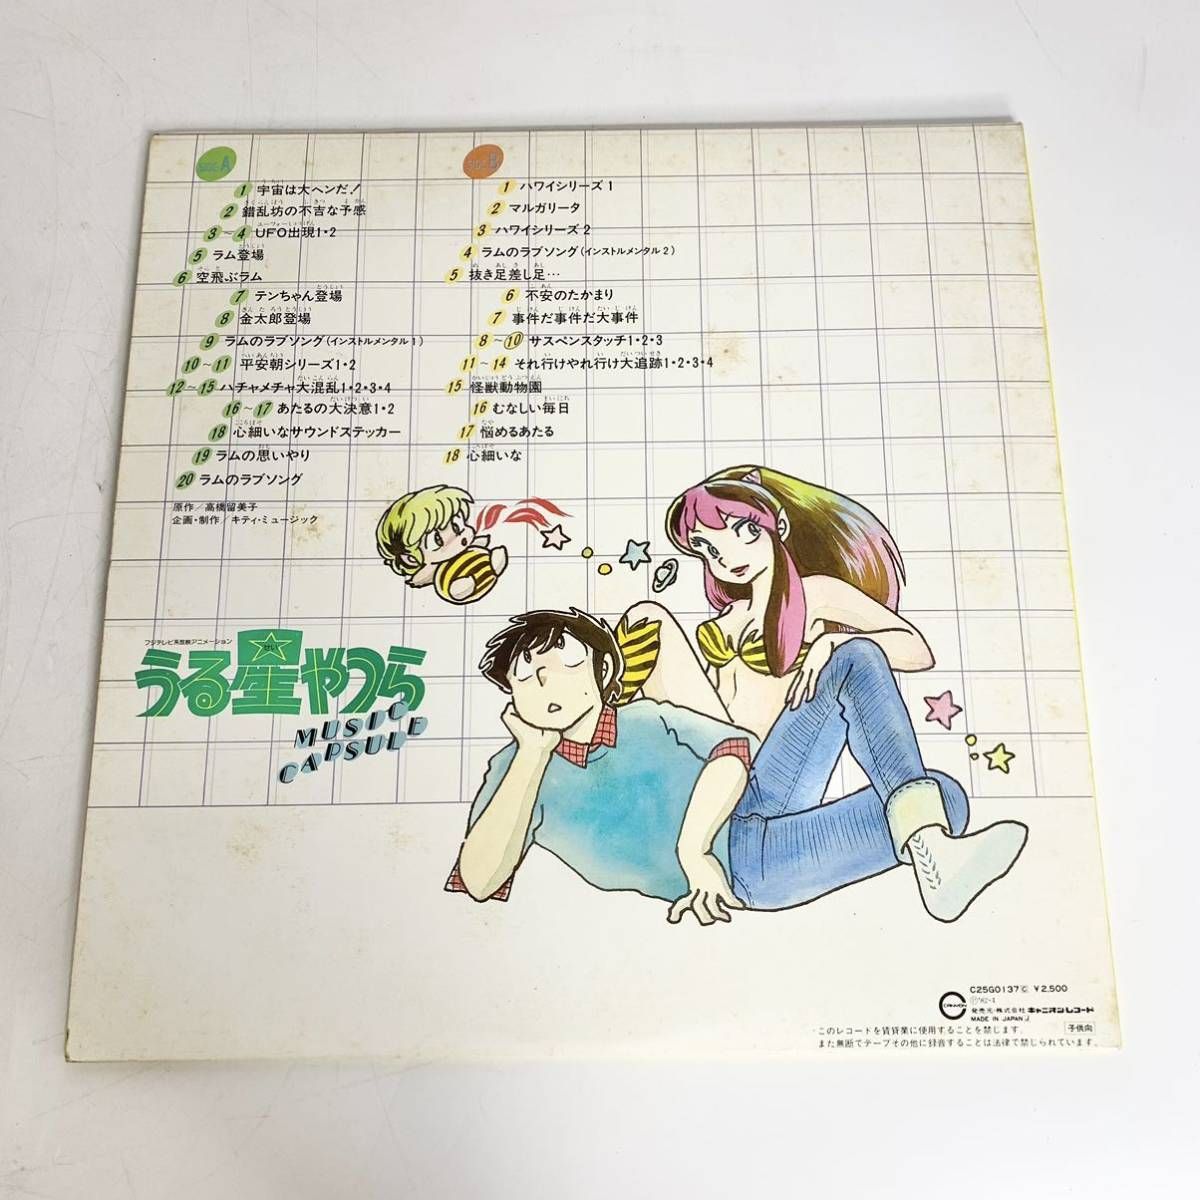 SIDE A
1 宇宙は大ヘンだ!
2 錯乱坊の不吉な予感
3～4 UFO出現1・2
5 ラム登場
6 空飛ぶラム
7 テンちゃん登場
8 金太郎登場
9 ラムのラブソング(インストルメンタル1)
10～11 平安朝シリーズ1・2
12～15 ハチャメチャ大混乱1・2・3・4
16～17 あたるの大決意1・2
18 心細いなサウンドステッカー
19 ラムの思いやり
20 ラムのラブソング
原作/高橋留美子
企画・制作/キティ・ミュージック
SIDE B
1 ハワイシリーズ1
2 マルガリータ
3 ハワイシリーズ2
4 ラムのラブソング(インストルメンタル2)
5 抜き足差し足…
6 不安のたかまり
7 事件だ事件だ大事件
8～10 サスペンスタッチ1・2・3
11～14 それ行けやれ行け大追跡1・2・3・4
15 怪獣動物園
16 むなしい毎日
17 悩めるあたる
18 心細いな
フジテレビ系放映アニメーション
うる星やつら
せい
MUSIC
CAPSULE
CANYON
C25G0137 Ⓒ ¥2,500
Ⓟ'82・4
発売元・株式会社キャニオンレコード
MADE IN JAPAN J
・このレコードを賃貸業に使用することを禁じます。
子供向
また無断でテープその他に録音することは法律で禁じられています。